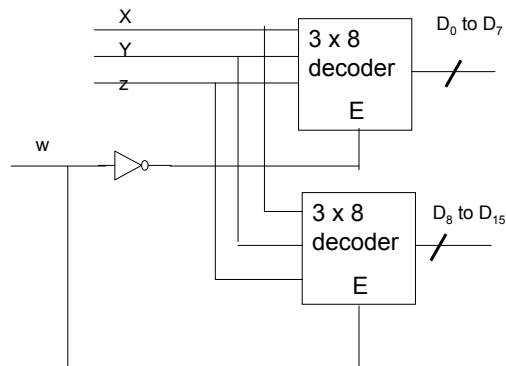 X
Y
z
w
3 x 8
decoder
E
D₀ to D₇
3 x 8
decoder
E
D₈ to D₁₅